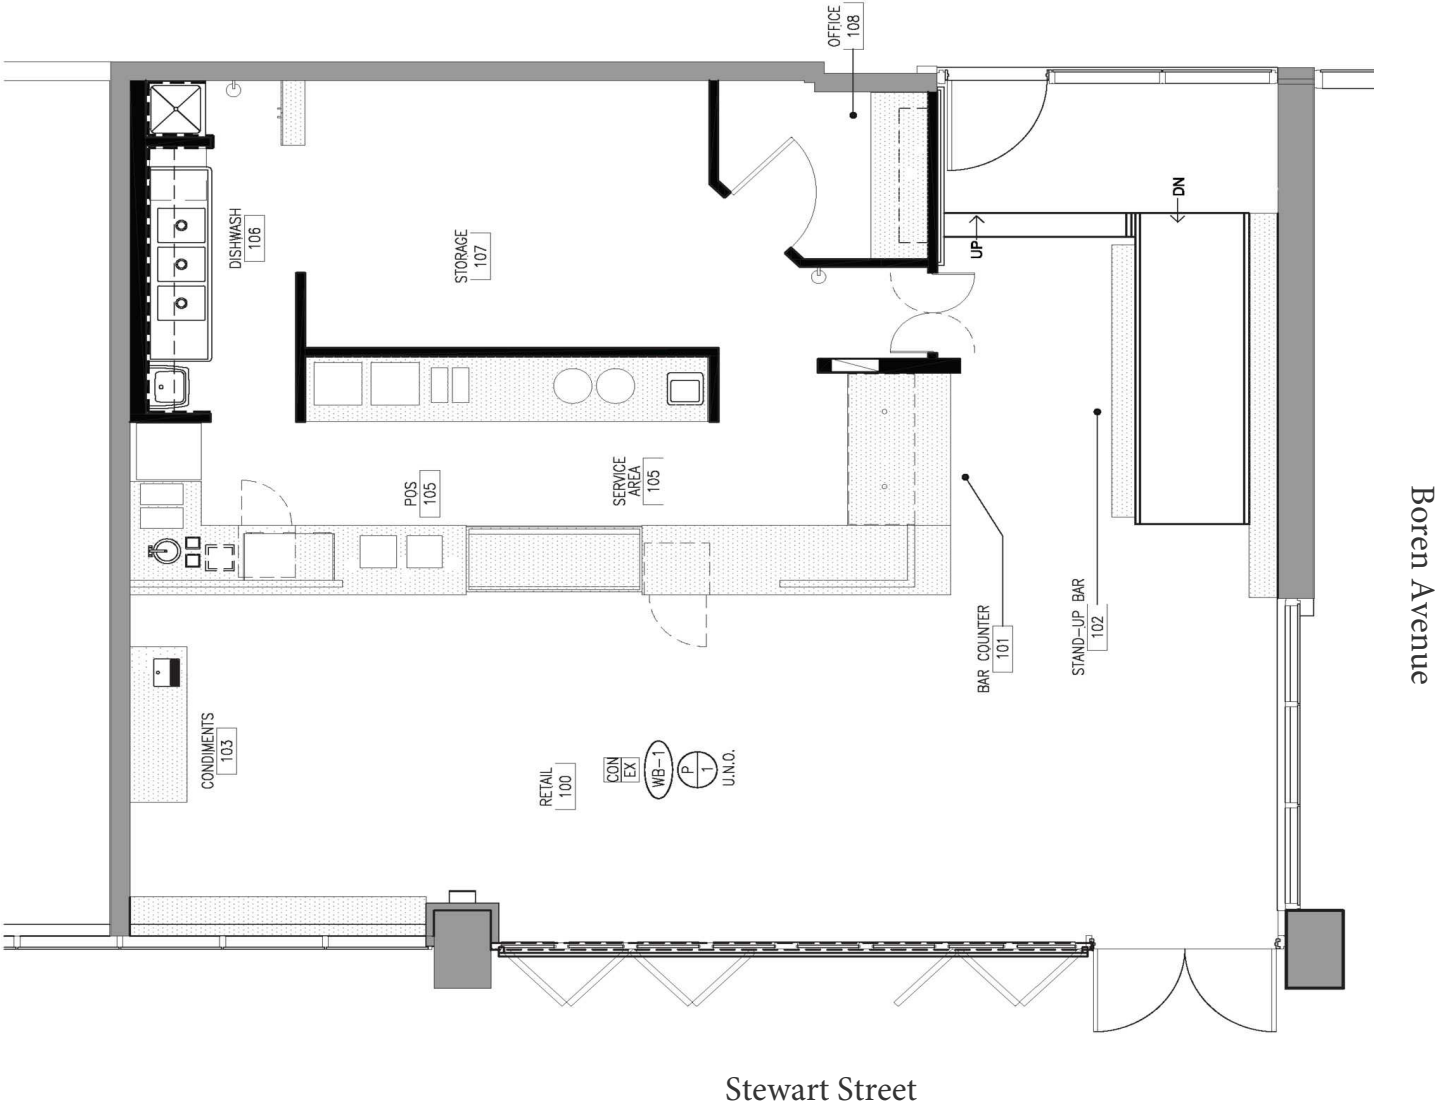 OFFICE
108
DN
UP
DISHWASH
106
STORAGE
107
POS
105
SERVICE
AREA
105
BAR COUNTER
101
STAND-UP BAR
102
CONDIMENTS
103
RETAIL
100
CON
EX
WB-1
P
1
U.N.O.
Boren Avenue
Stewart Street